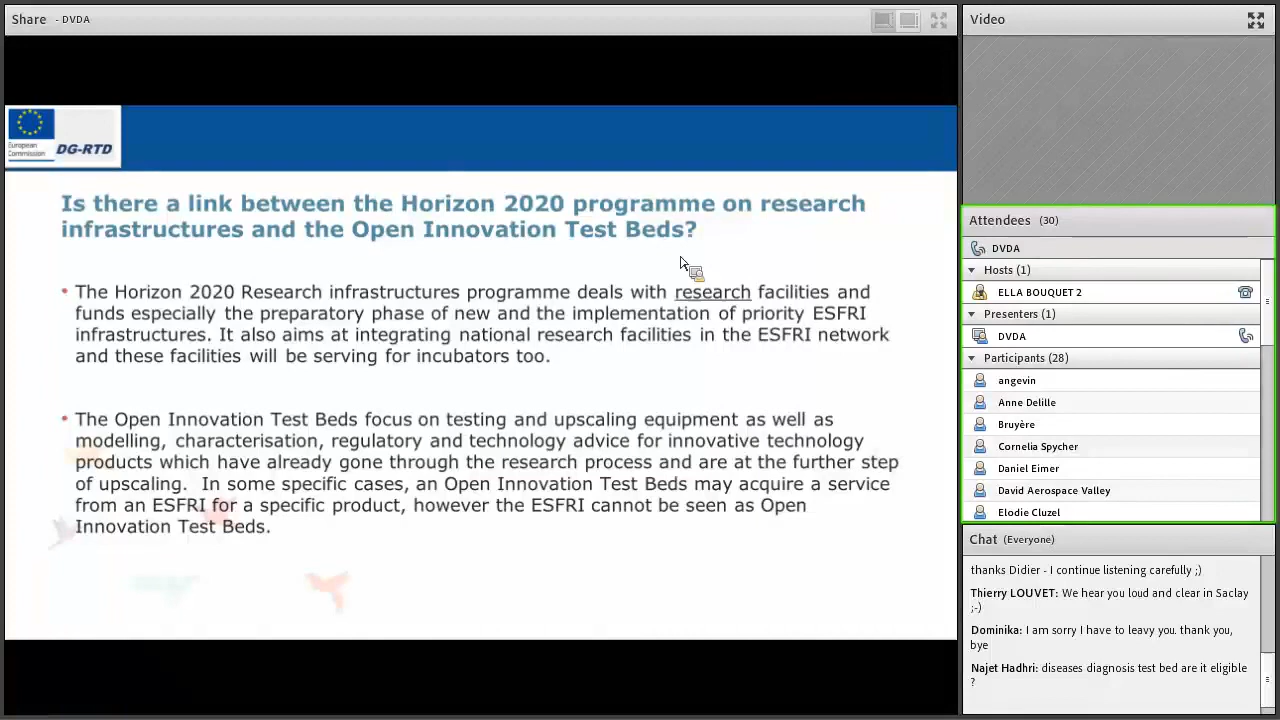 Share - DVDA
European
Commission
DG-RTD
Is there a link between the Horizon 2020 programme on research
infrastructures and the Open Innovation Test Beds?
• The Horizon 2020 Research infrastructures programme deals with research facilities and
funds especially the preparatory phase of new and the implementation of priority ESFRI
infrastructures. It also aims at integrating national research facilities in the ESFRI network
and these facilities will be serving for incubators too.
• The Open Innovation Test Beds focus on testing and upscaling equipment as well as
modelling, characterisation, regulatory and technology advice for innovative technology
products which have already gone through the research process and are at the further step
of upscaling. In some specific cases, an Open Innovation Test Beds may acquire a service
from an ESFRI for a specific product, however the ESFRI cannot be seen as Open
Innovation Test Beds.
Video
Attendees (30)
DVDA
Hosts (1)
ELLA BOUQUET 2
Presenters (1)
DVDA
Participants (28)
angevin
Anne Delille
Bruyère
Cornelia Spycher
Daniel Eimer
David Aerospace Valley
Elodie Cluzel
Chat (Everyone)
thanks Didier - I continue listening carefully ;)
Thierry LOUVET: We hear you loud and clear in Saclay
;-)
Dominika: I am sorry I have to leavy you. thank you,
bye
Najet Hadhri: diseases diagnosis test bed are it eligible
?